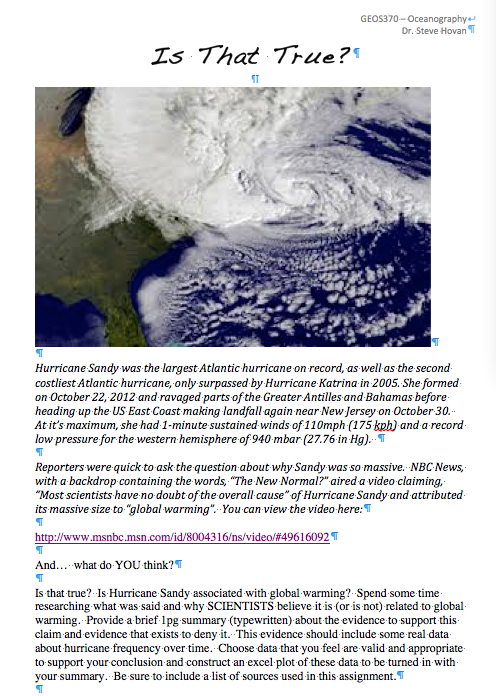 GEOS370 – Oceanography
Dr. Steve Hovan
Is That True?
Hurricane Sandy was the largest Atlantic hurricane on record, as well as the second
costliest Atlantic hurricane, only surpassed by Hurricane Katrina in 2005. She formed
on October 22, 2012 and ravaged parts of the Greater Antilles and Bahamas before
heading up the US East Coast making landfall again near New Jersey on October 30.
At it's maximum, she had 1-minute sustained winds of 110mph (175 kph) and a record
low pressure for the western hemisphere of 940 mbar (27.76 in Hg).
Reporters were quick to ask the question about why Sandy was so massive. NBC News,
with a backdrop containing the words, "The New Normal?" aired a video claiming,
"Most scientists have no doubt of the overall cause" of Hurricane Sandy and attributed
its massive size to "global warming". You can view the video here:
http://www.msnbc.msn.com/id/8004316/ns/video/#49616092
And… what do YOU think?
Is that true? Is Hurricane Sandy associated with global warming? Spend some time
researching what was said and why SCIENTISTS believe it is (or is not) related to global
warming. Provide a brief 1pg summary (typewritten) about the evidence to support this
claim and evidence that exists to deny it. This evidence should include some real data
about hurricane frequency over time. Choose data that you feel are valid and appropriate
to support your conclusion and construct an excel plot of these data to be turned in with
your summary. Be sure to include a list of sources used in this assignment.